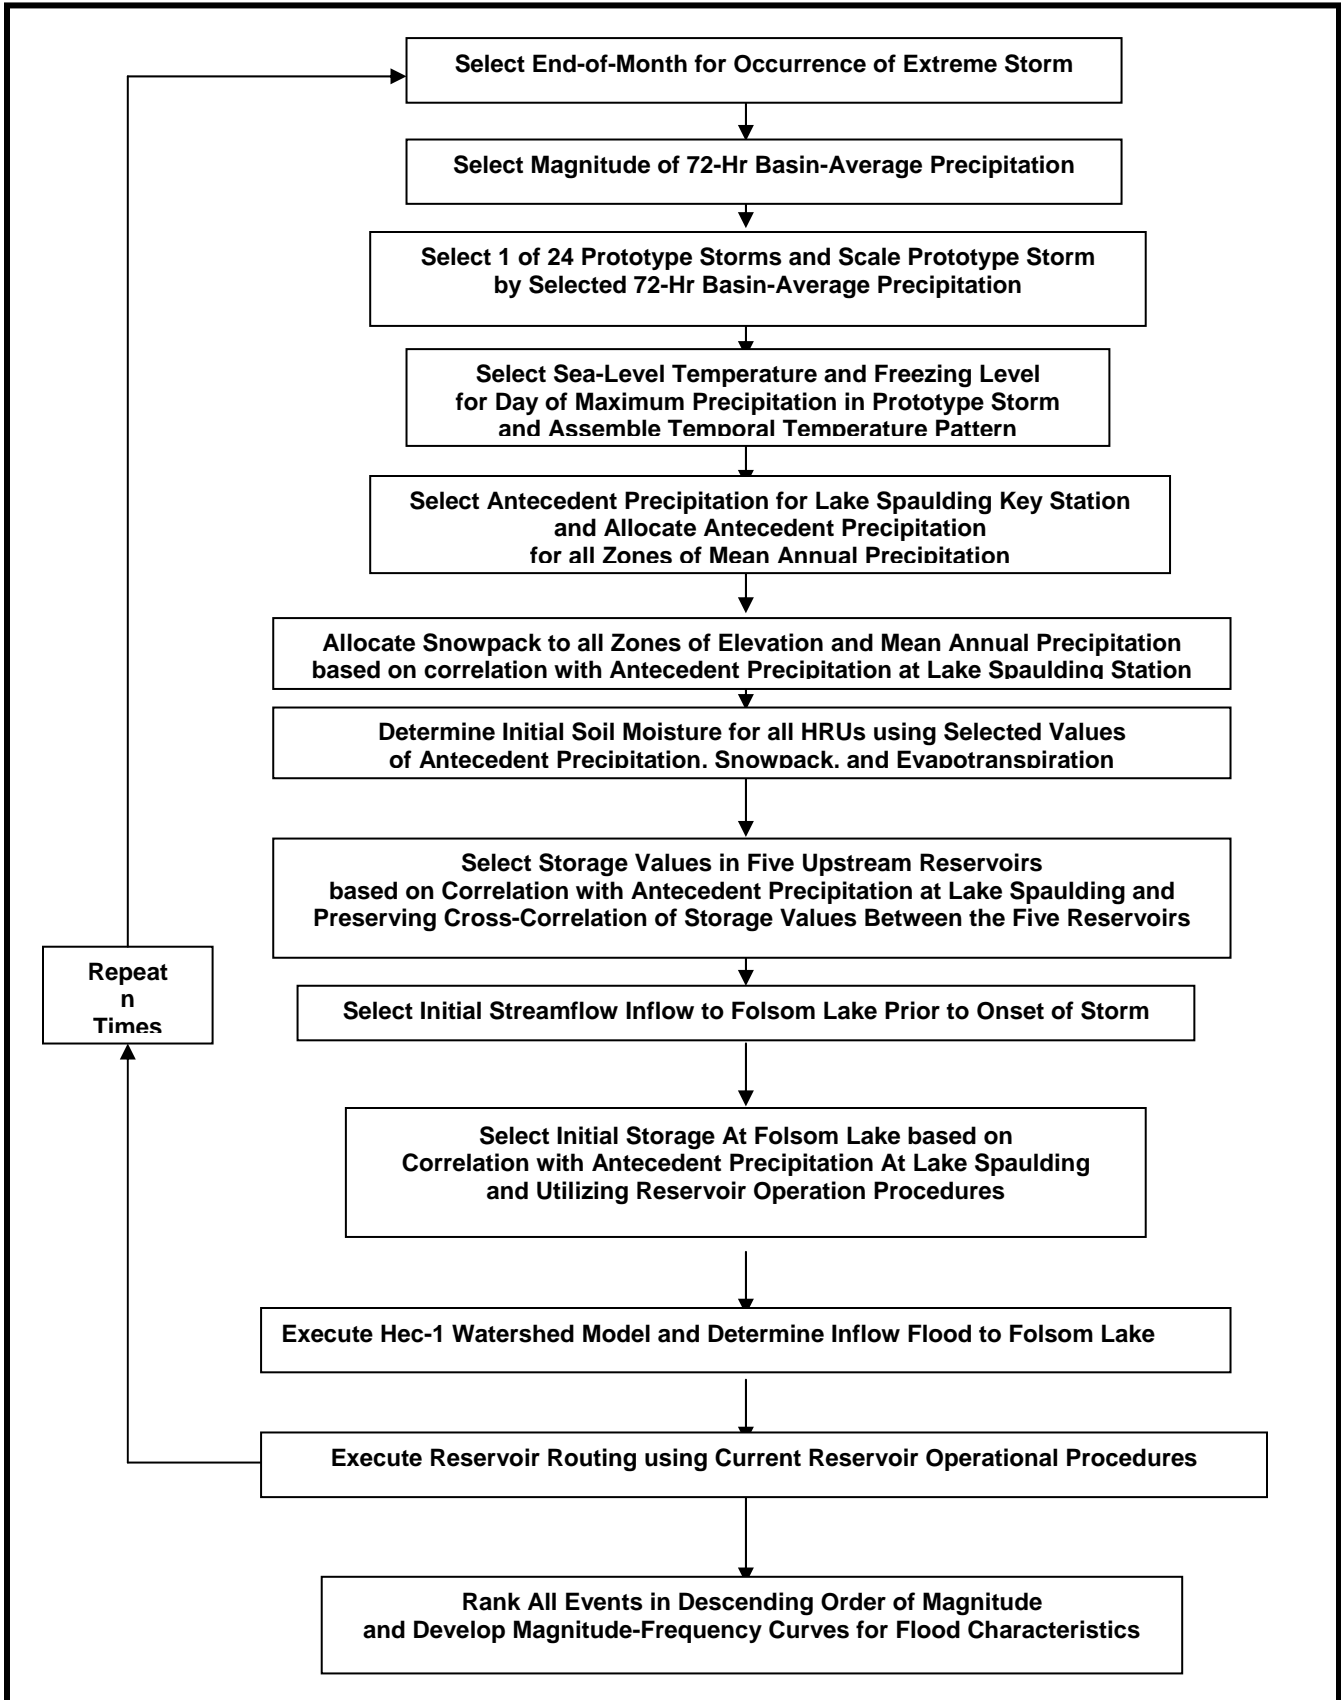 Select End-of-Month for Occurrence of Extreme Storm
Select Magnitude of 72-Hr Basin-Average Precipitation
Select 1 of 24 Prototype Storms and Scale Prototype Storm
by Selected 72-Hr Basin-Average Precipitation
Select Sea-Level Temperature and Freezing Level
for Day of Maximum Precipitation in Prototype Storm
and Assemble Temporal Temperature Pattern
Select Antecedent Precipitation for Lake Spaulding Key Station
and Allocate Antecedent Precipitation
for all Zones of Mean Annual Precipitation
Allocate Snowpack to all Zones of Elevation and Mean Annual Precipitation
based on correlation with Antecedent Precipitation at Lake Spaulding Station
Determine Initial Soil Moisture for all HRUs using Selected Values
of Antecedent Precipitation, Snowpack, and Evapotranspiration
Select Storage Values in Five Upstream Reservoirs
based on Correlation with Antecedent Precipitation at Lake Spaulding and
Preserving Cross-Correlation of Storage Values Between the Five Reservoirs
Repeat
n
Times
Select Initial Streamflow Inflow to Folsom Lake Prior to Onset of Storm
Select Initial Storage At Folsom Lake based on
Correlation with Antecedent Precipitation At Lake Spaulding
and Utilizing Reservoir Operation Procedures
Execute Hec-1 Watershed Model and Determine Inflow Flood to Folsom Lake
Execute Reservoir Routing using Current Reservoir Operational Procedures
Rank All Events in Descending Order of Magnitude
and Develop Magnitude-Frequency Curves for Flood Characteristics